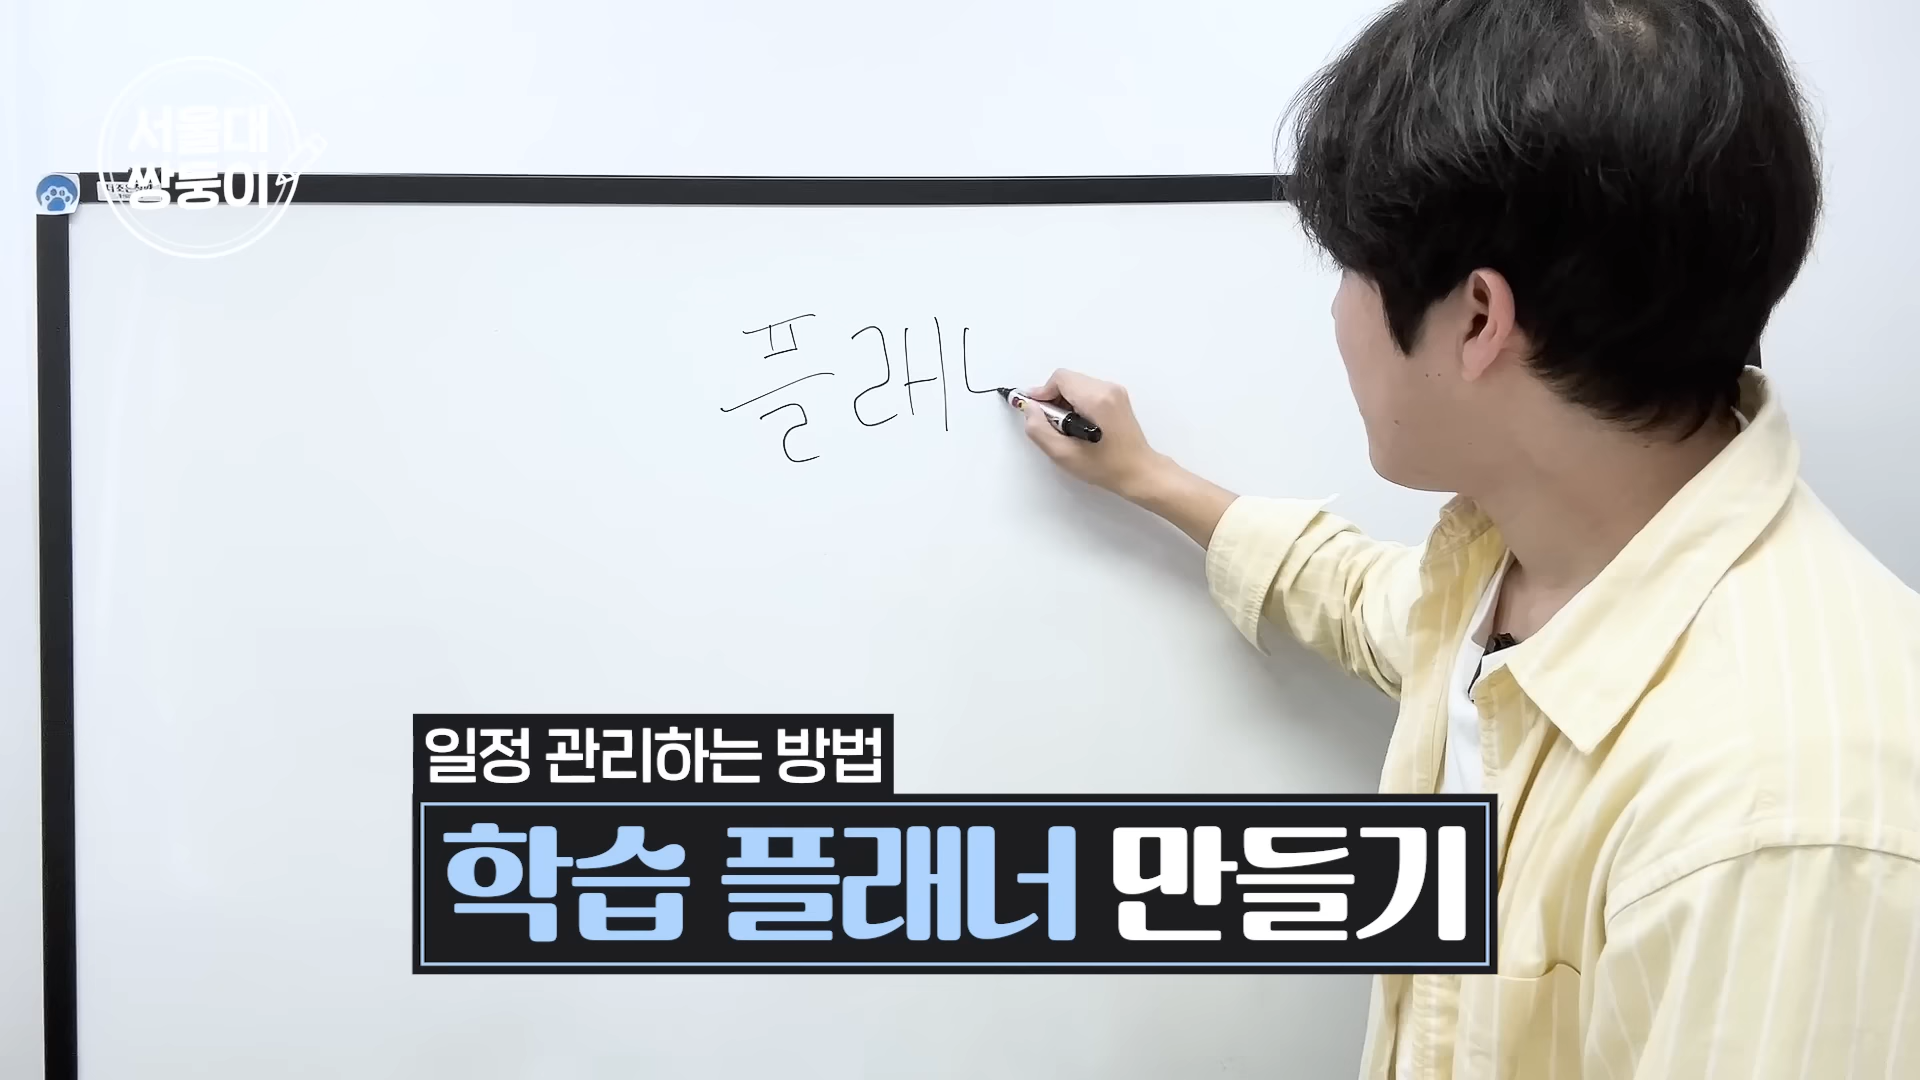 서울대
쌍둥이
플래너
일정 관리하는 방법
학습 플래너 만들기